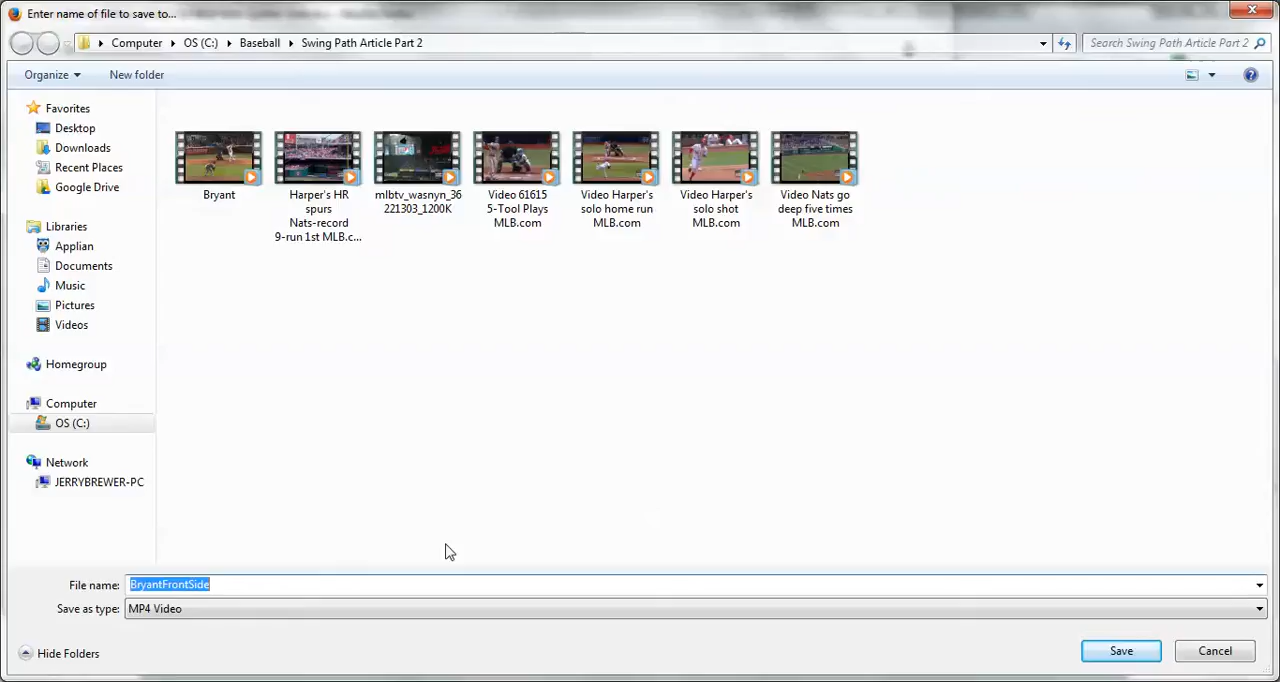 Enter name of file to save to...
Computer OS (C:) Baseball Swing Path Article Part 2
Search Swing Path Article Part 2
Organize New folder
Favorites
Desktop
Downloads
Recent Places
Google Drive
Libraries
Applian
Documents
Music
Pictures
Videos
Homegroup
Computer
OS (C:)
Network
JERRYBREWER-PC
Bryant
Harper's HR
spurs
Nats-record
9-run 1st MLB.c...
mlbtv_wasnyn_36
221303_1200K
Video 61615
5-Tool Plays
MLB.com
Video Harper's
solo home run
MLB.com
Video Harper's
solo shot
MLB.com
Video Nats go
deep five times
MLB.com
File name: BryantFrontSide
Save as type: MP4 Video
Hide Folders
Save Cancel